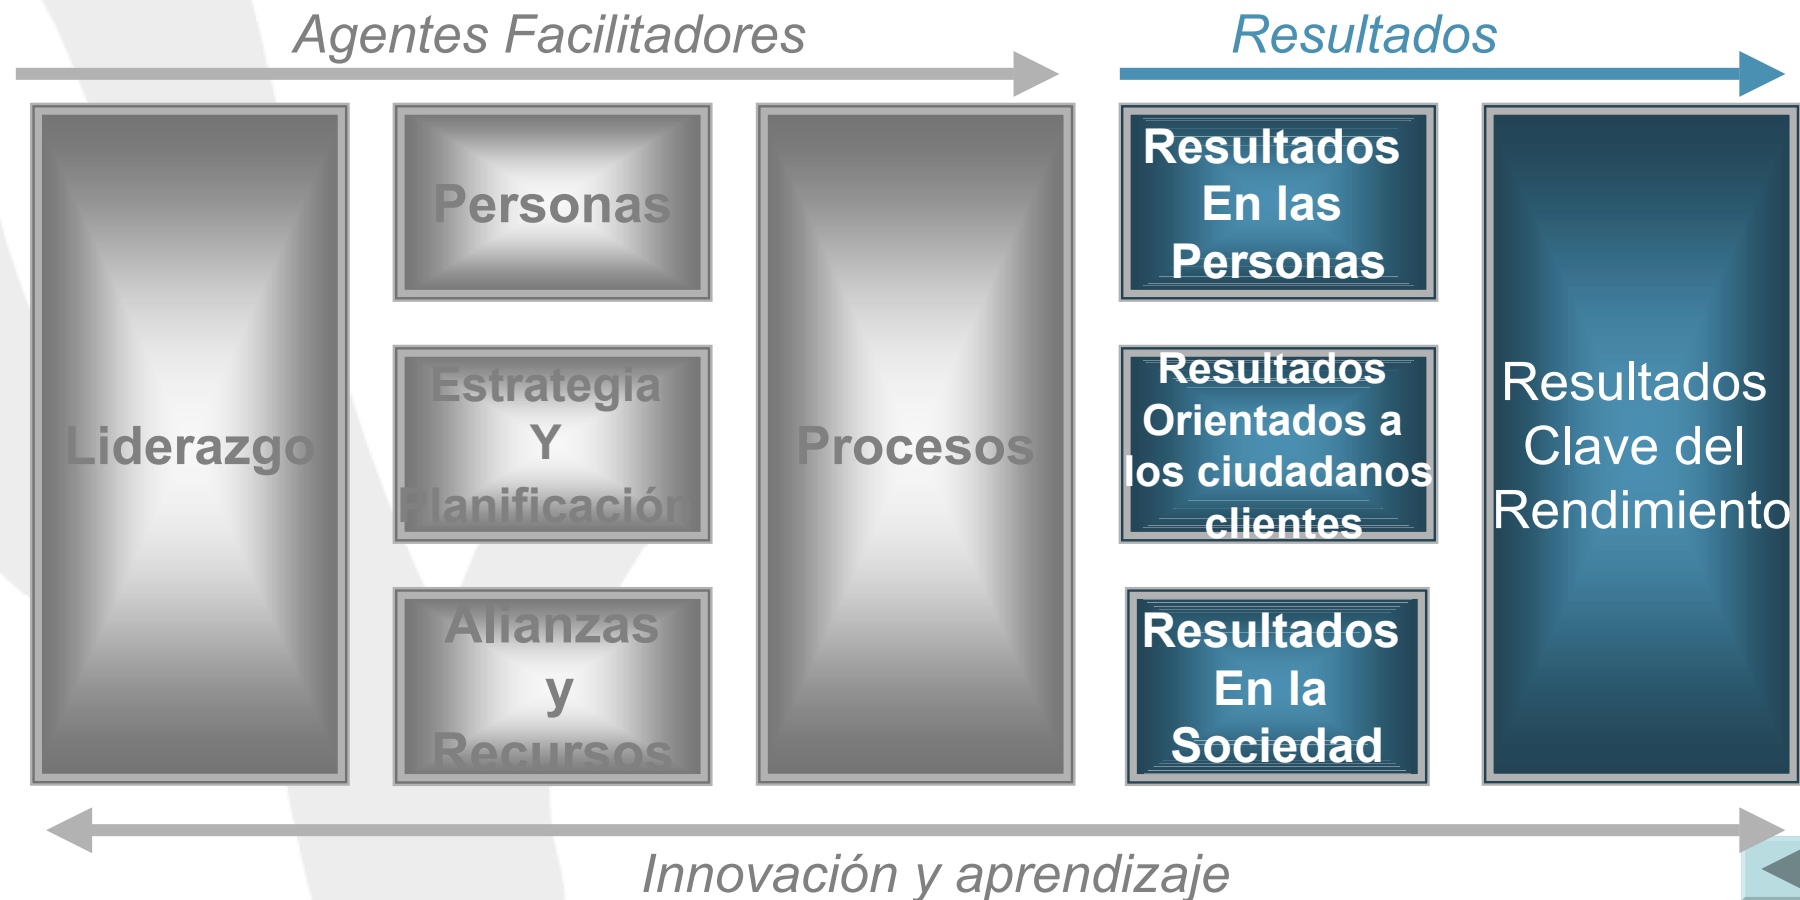 Agentes Facilitadores
Resultados
Liderazgo
Personas
Estrategia
Y
Planificación
Alianzas
y
Recursos
Procesos
Resultados
En las
Personas
Resultados
Orientados a
los ciudadanos
clientes
Resultados
En la
Sociedad
Resultados
Clave del
Rendimiento
Innovación y aprendizaje